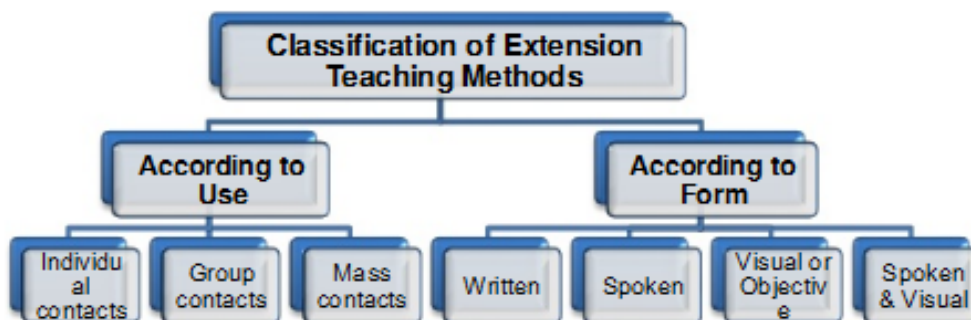 Classification of Extension
Teaching Methods
According to
Use
According to
Form
Individu
al
contacts
Group
contacts
Mass
contacts
Written
Spoken
Visual or
Objectiv
e
Spoken
& Visual